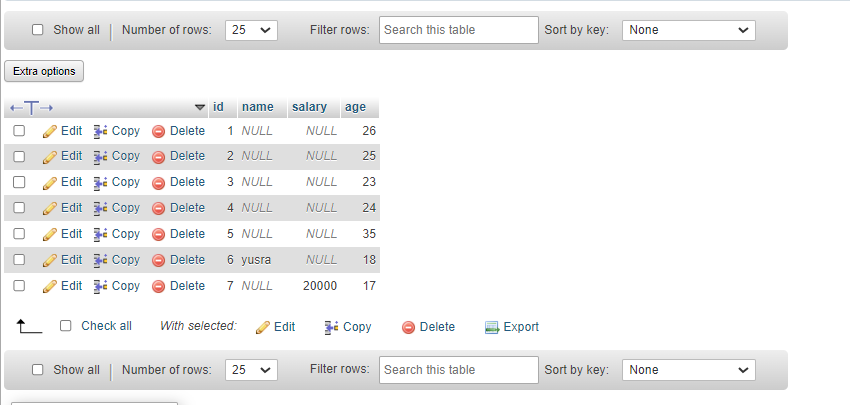 Show all Number of rows: 25 Filter rows: Search this table Sort by key: None
Extra options
id name salary age
Edit Copy Delete 1 NULL NULL 26
Edit Copy Delete 2 NULL NULL 25
Edit Copy Delete 3 NULL NULL 23
Edit Copy Delete 4 NULL NULL 24
Edit Copy Delete 5 NULL NULL 35
Edit Copy Delete 6 yusra NULL 18
Edit Copy Delete 7 NULL 20000 17
Check all With selected: Edit Copy Delete Export
Show all Number of rows: 25 Filter rows: Search this table Sort by key: None